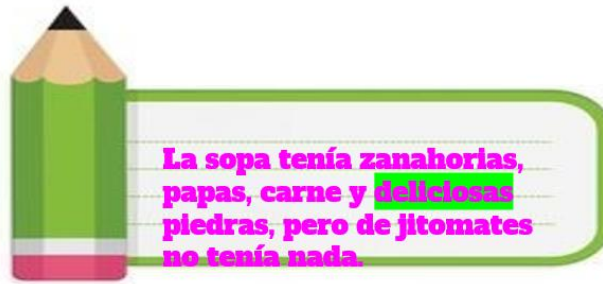 La sopa tenía zanahorias,
papas, carne y deliciosas
piedras, pero de jitomates
no tenía nada.